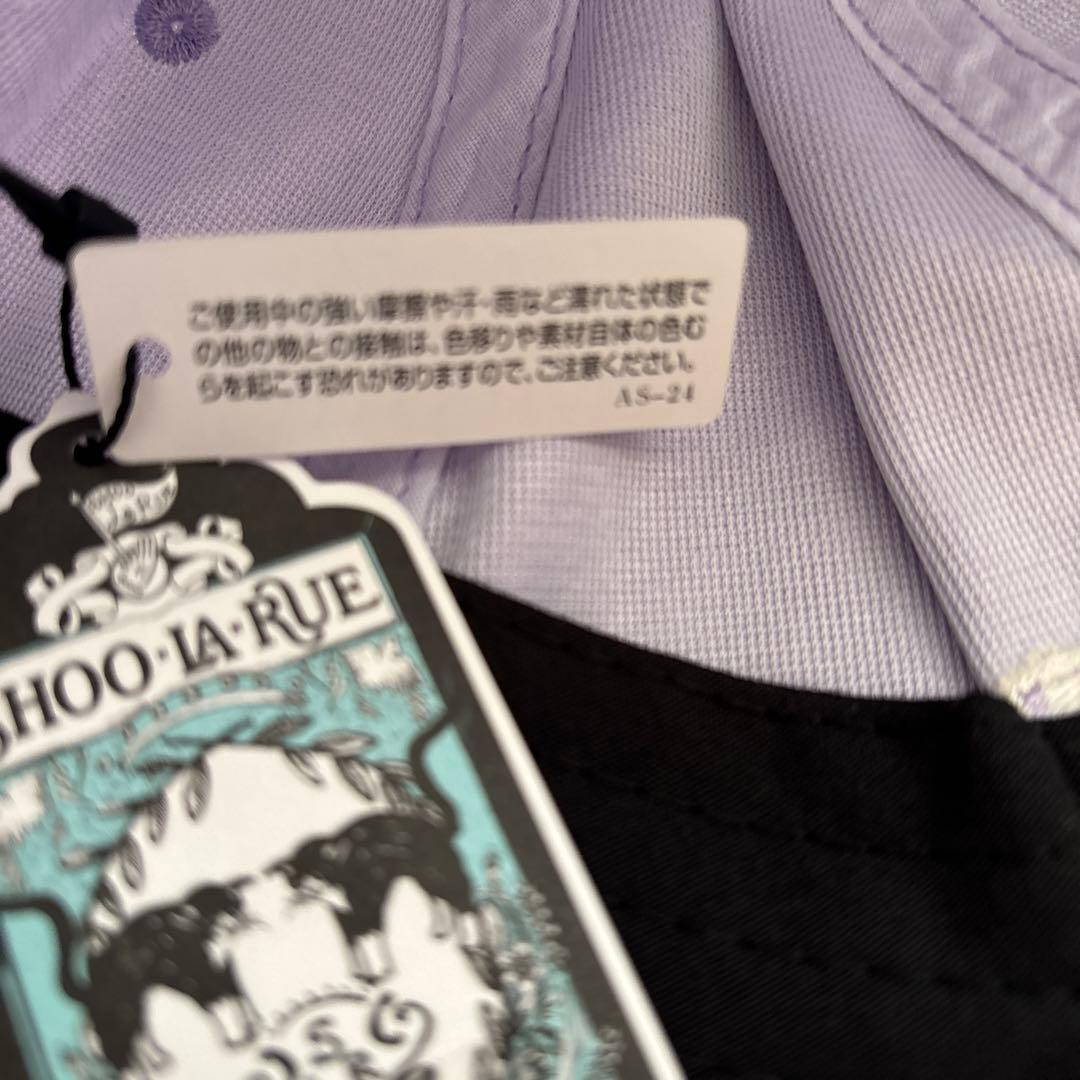 ご使用中の強い摩擦や汗・雨など濡れた状態で
の他の物との接触は、色移りや素材自体の色む
らを起こす恐れがありますので、ご注意ください。
AS-24
SHOO·LA·RUE